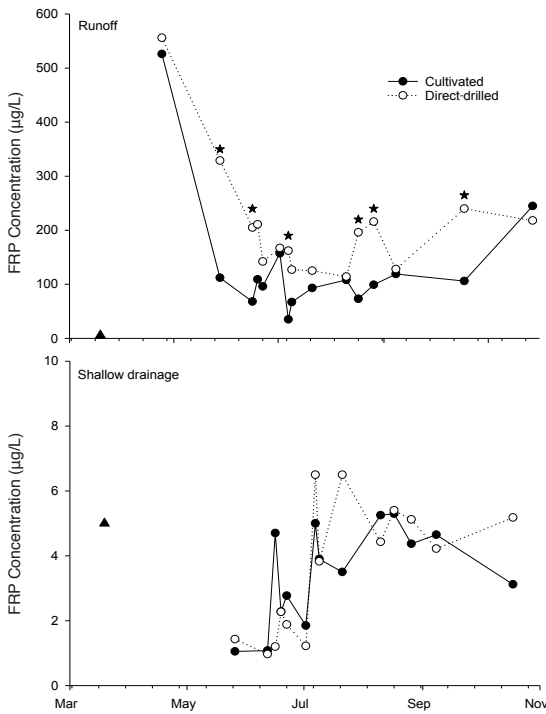 600
Runoff
500
Cultivated
Direct-drilled
400
300
200
100
0
FRP Concentration (µg/L)
10
Shallow drainage
8
6
4
2
0
FRP Concentration (µg/L)
Mar May Jul Sep Nov